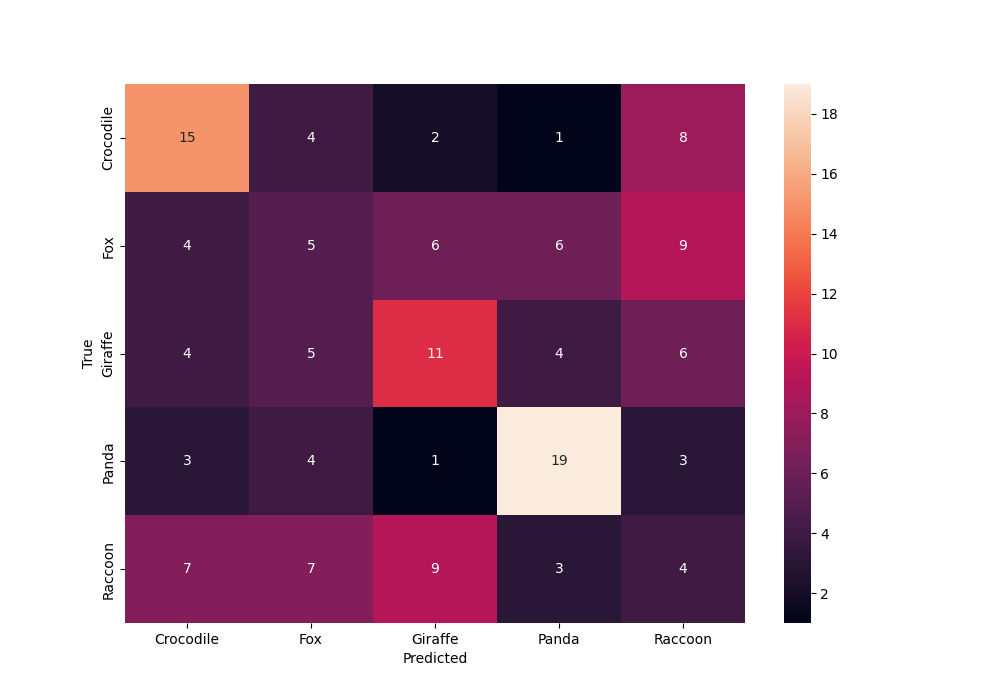 Crocodile 15 4 2 1 8
Fox 4 5 6 6 9
Giraffe 4 5 11 4 6
Panda 3 4 1 19 3
Raccoon 7 7 9 3 4
True
Crocodile Fox Giraffe Panda Raccoon
Predicted
18
16
14
12
10
8
6
4
2